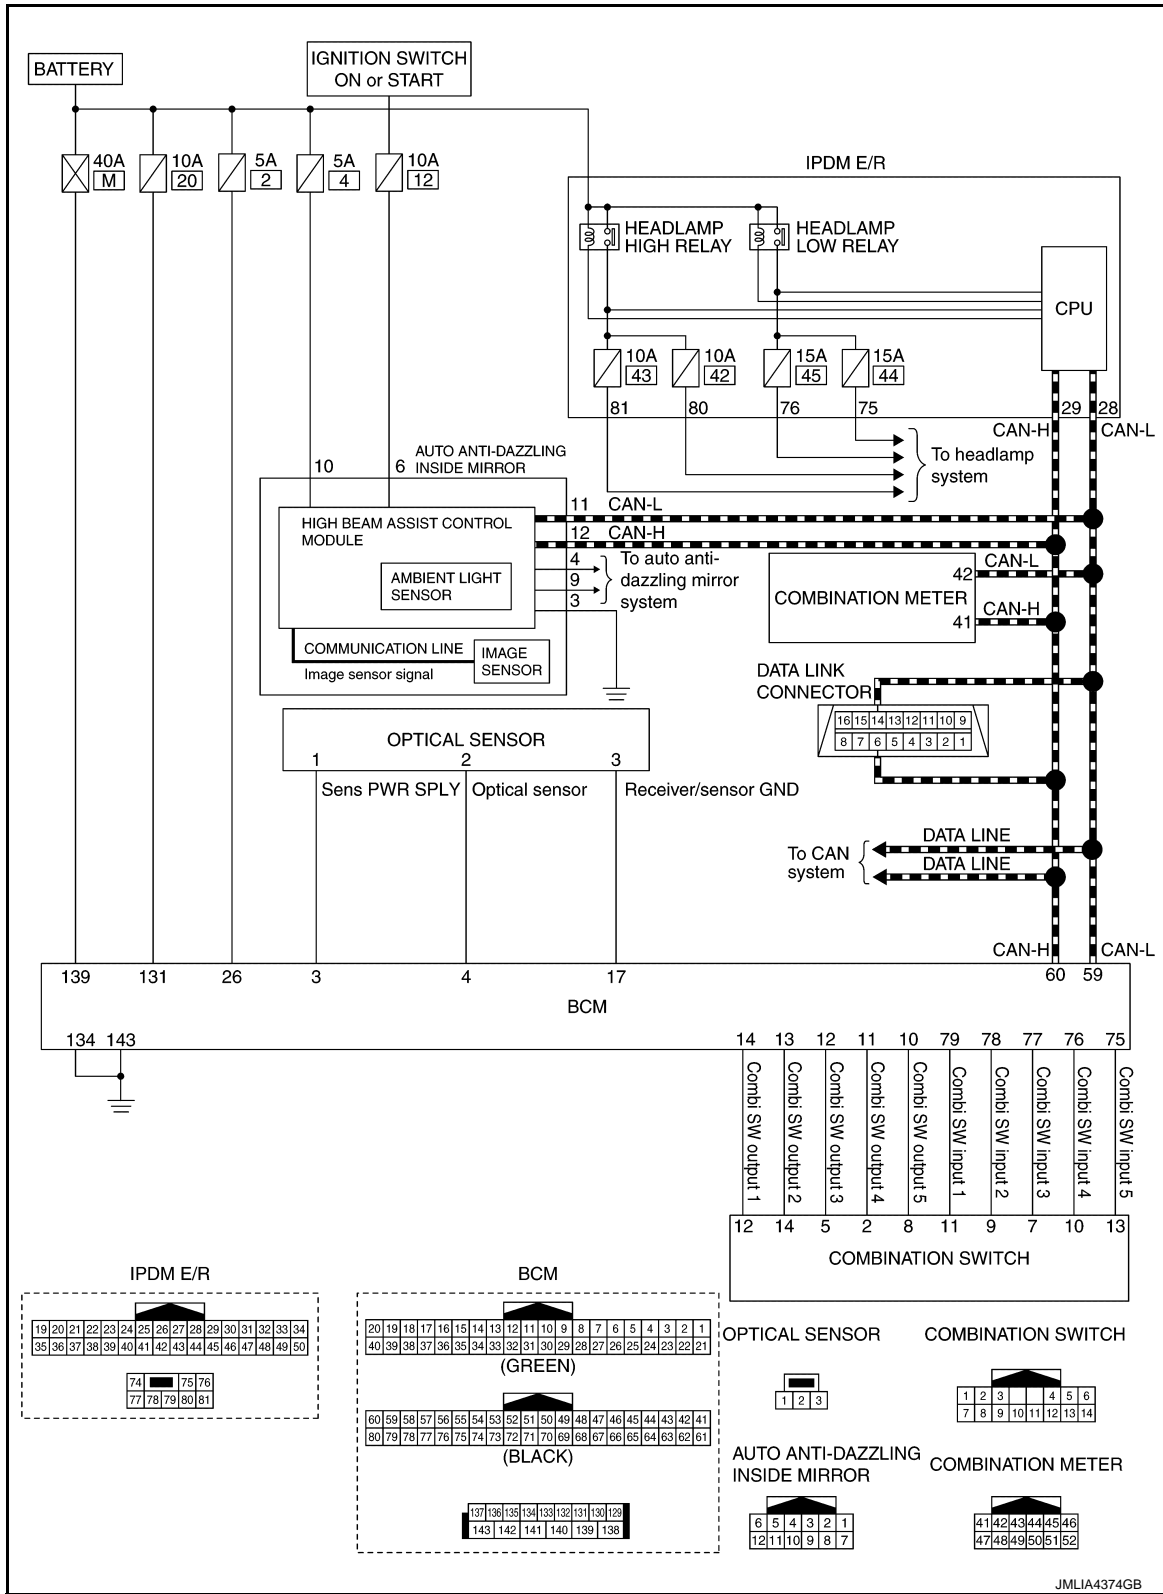 BATTERY
IGNITION SWITCH
ON or START
40A
M
10A
20
5A
2
5A
4
10A
12
IPDM E/R
HEADLAMP
HIGH RELAY
HEADLAMP
LOW RELAY
CPU
10A
43
10A
42
15A
45
15A
44
81 80 76 75 29 28
CAN-H CAN-L
To headlamp
system
AUTO ANTI-DAZZLING
INSIDE MIRROR
10 6
HIGH BEAM ASSIST CONTROL
MODULE
AMBIENT LIGHT
SENSOR
COMMUNICATION LINE
Image sensor signal
IMAGE
SENSOR
11 CAN-L
12 CAN-H
4
9
3
To auto anti-
dazzling mirror
system
COMBINATION METER
42 CAN-L
41 CAN-H
DATA LINK
CONNECTOR
16 15 14 13 12 11 10 9
8 7 6 5 4 3 2 1
OPTICAL SENSOR
1 2 3
Sens PWR SPLY Optical sensor Receiver/sensor GND
To CAN
system
DATA LINE
DATA LINE
CAN-H CAN-L
139 131 26 3 4 17 60 59
BCM
134 143
14 13 12 11 10 79 78 77 76 75
Combi SW output 1
Combi SW output 2
Combi SW output 3
Combi SW output 4
Combi SW output 5
Combi SW input 1
Combi SW input 2
Combi SW input 3
Combi SW input 4
Combi SW input 5
12 14 5 2 8 11 9 7 10 13
COMBINATION SWITCH
IPDM E/R
19 20 21 22 23 24 25 26 27 28 29 30 31 32 33 34
35 36 37 38 39 40 41 42 43 44 45 46 47 48 49 50
74 75 76
77 78 79 80 81
BCM
20 19 18 17 16 15 14 13 12 11 10 9 8 7 6 5 4 3 2 1
40 39 38 37 36 35 34 33 32 31 30 29 28 27 26 25 24 23 22 21
(GREEN)
60 59 58 57 56 55 54 53 52 51 50 49 48 47 46 45 44 43 42 41
80 79 78 77 76 75 74 73 72 71 70 69 68 67 66 65 64 63 62 61
(BLACK)
137 136 135 134 133 132 131 130 129
143 142 141 140 139 138
OPTICAL SENSOR
1 2 3
COMBINATION SWITCH
1 2 3 4 5 6
7 8 9 10 11 12 13 14
AUTO ANTI-DAZZLING
INSIDE MIRROR
6 5 4 3 2 1
12 11 10 9 8 7
COMBINATION METER
41 42 43 44 45 46
47 48 49 50 51 52
JMLIA4374GB